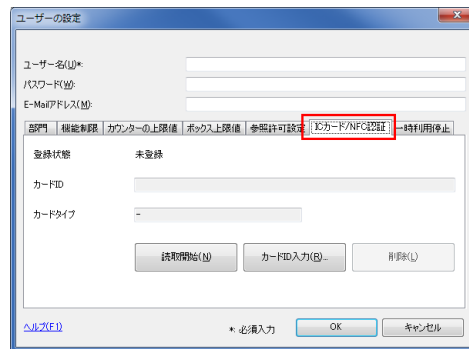 ユーザーの設定
ユーザー名(U)*:
パスワード(W):
E-Mailアドレス(M):
部門 機能制限 カウンターの上限値 ボックス上限値 参照許可設定 ICカード/NFC認証 一時利用停止
登録状態 未登録
カードID
カードタイプ -
読取開始(N) カードID入力(R)... 削除(L)
ヘルプ(F1) *: 必須入力 OK キャンセル